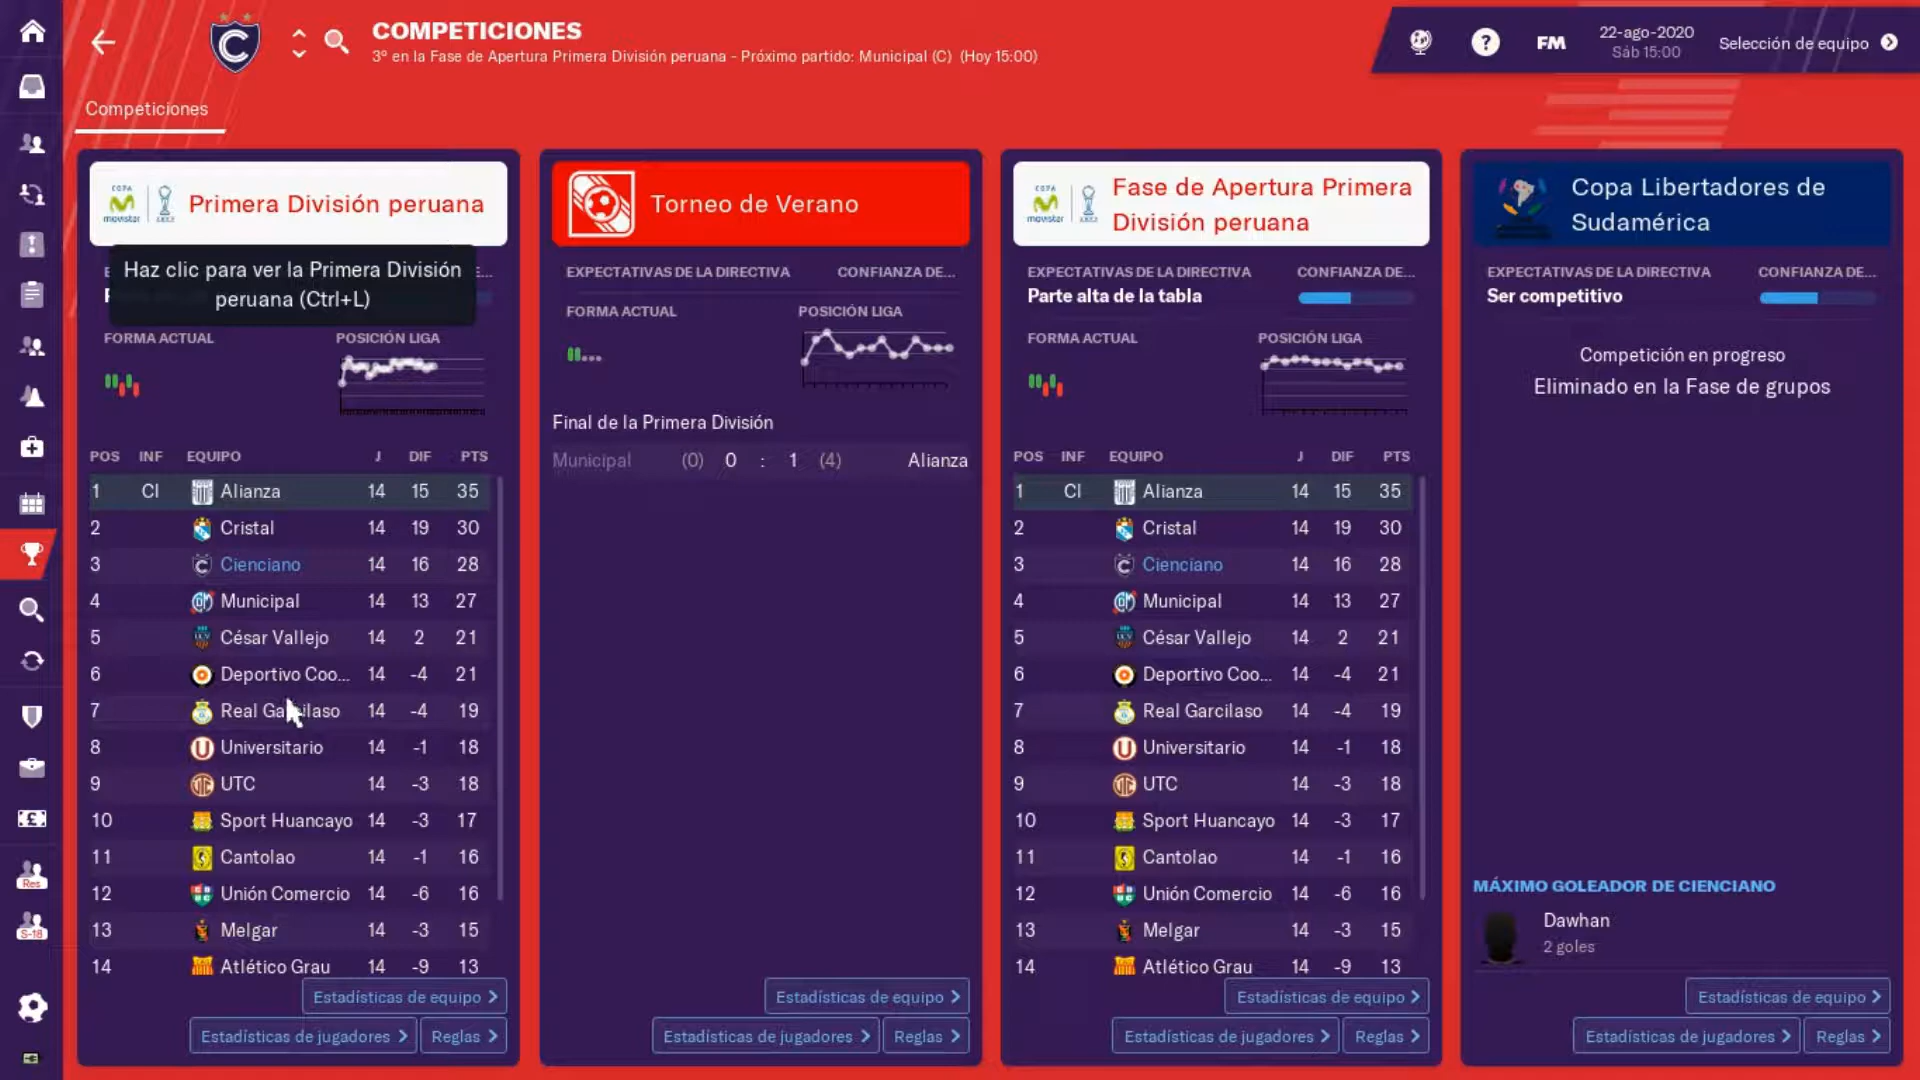 COMPETICIONES
3º en la Fase de Apertura Primera División peruana - Próximo partido: Municipal (C) (Hoy 15:00)
FM
22-ago-2020
Sáb 15:00
Selección de equipo
Competiciones
COPA
movistar
Primera División peruana
Haz clic para ver la Primera División
peruana (Ctrl+L)
FORMA ACTUAL
POSICIÓN LIGA
POS INF EQUIPO J DIF PTS
1 CI Alianza 14 15 35
2 Cristal 14 19 30
3 Cienciano 14 16 28
4 Municipal 14 13 27
5 César Vallejo 14 2 21
6 Deportivo Coo... 14 -4 21
7 Real Garcilaso 14 -4 19
8 Universitario 14 -1 18
9 UTC 14 -3 18
10 Sport Huancayo 14 -3 17
11 Cantolao 14 -1 16
12 Unión Comercio 14 -6 16
13 Melgar 14 -3 15
14 Atlético Grau 14 -9 13
Estadísticas de equipo
Estadísticas de jugadores
Reglas
Torneo de Verano
EXPECTATIVAS DE LA DIRECTIVA CONFIANZA DE...
FORMA ACTUAL
POSICIÓN LIGA
Final de la Primera División
Municipal (0) 0 : 1 (4) Alianza
Estadísticas de equipo
Estadísticas de jugadores
Reglas
COPA
movistar
Fase de Apertura Primera
División peruana
EXPECTATIVAS DE LA DIRECTIVA CONFIANZA DE...
Parte alta de la tabla
FORMA ACTUAL
POSICIÓN LIGA
POS INF EQUIPO J DIF PTS
1 CI Alianza 14 15 35
2 Cristal 14 19 30
3 Cienciano 14 16 28
4 Municipal 14 13 27
5 César Vallejo 14 2 21
6 Deportivo Coo... 14 -4 21
7 Real Garcilaso 14 -4 19
8 Universitario 14 -1 18
9 UTC 14 -3 18
10 Sport Huancayo 14 -3 17
11 Cantolao 14 -1 16
12 Unión Comercio 14 -6 16
13 Melgar 14 -3 15
14 Atlético Grau 14 -9 13
Estadísticas de equipo
Estadísticas de jugadores
Reglas
Copa Libertadores de
Sudamérica
EXPECTATIVAS DE LA DIRECTIVA CONFIANZA DE...
Ser competitivo
Competición en progreso
Eliminado en la Fase de grupos
MÁXIMO GOLEADOR DE CIENCIANO
Dawhan
2 goles
Estadísticas de equipo
Estadísticas de jugadores
Reglas
Res
S-18